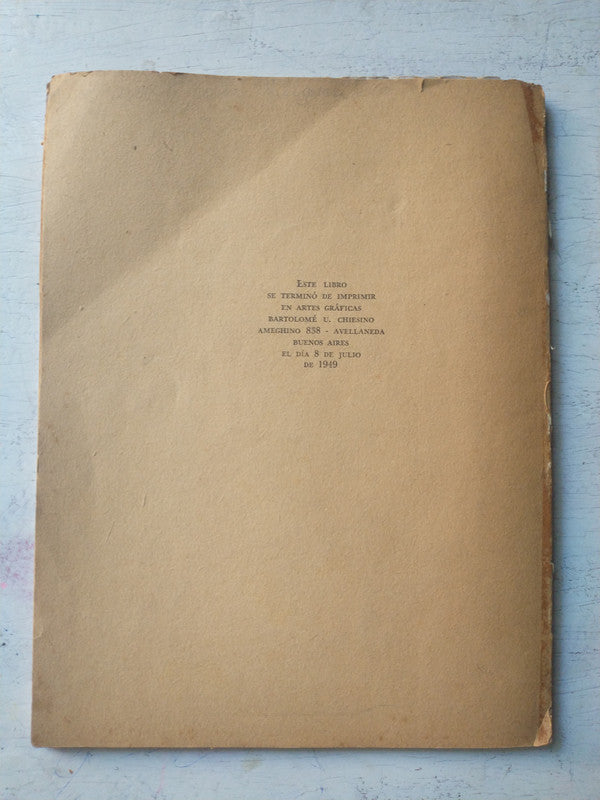 Este libro
se terminó de imprimir
en artes gráficas
Bartolomé U. Chiesino
Ameghino 838 - Avellaneda
Buenos Aires
el día 8 de julio
de 1949